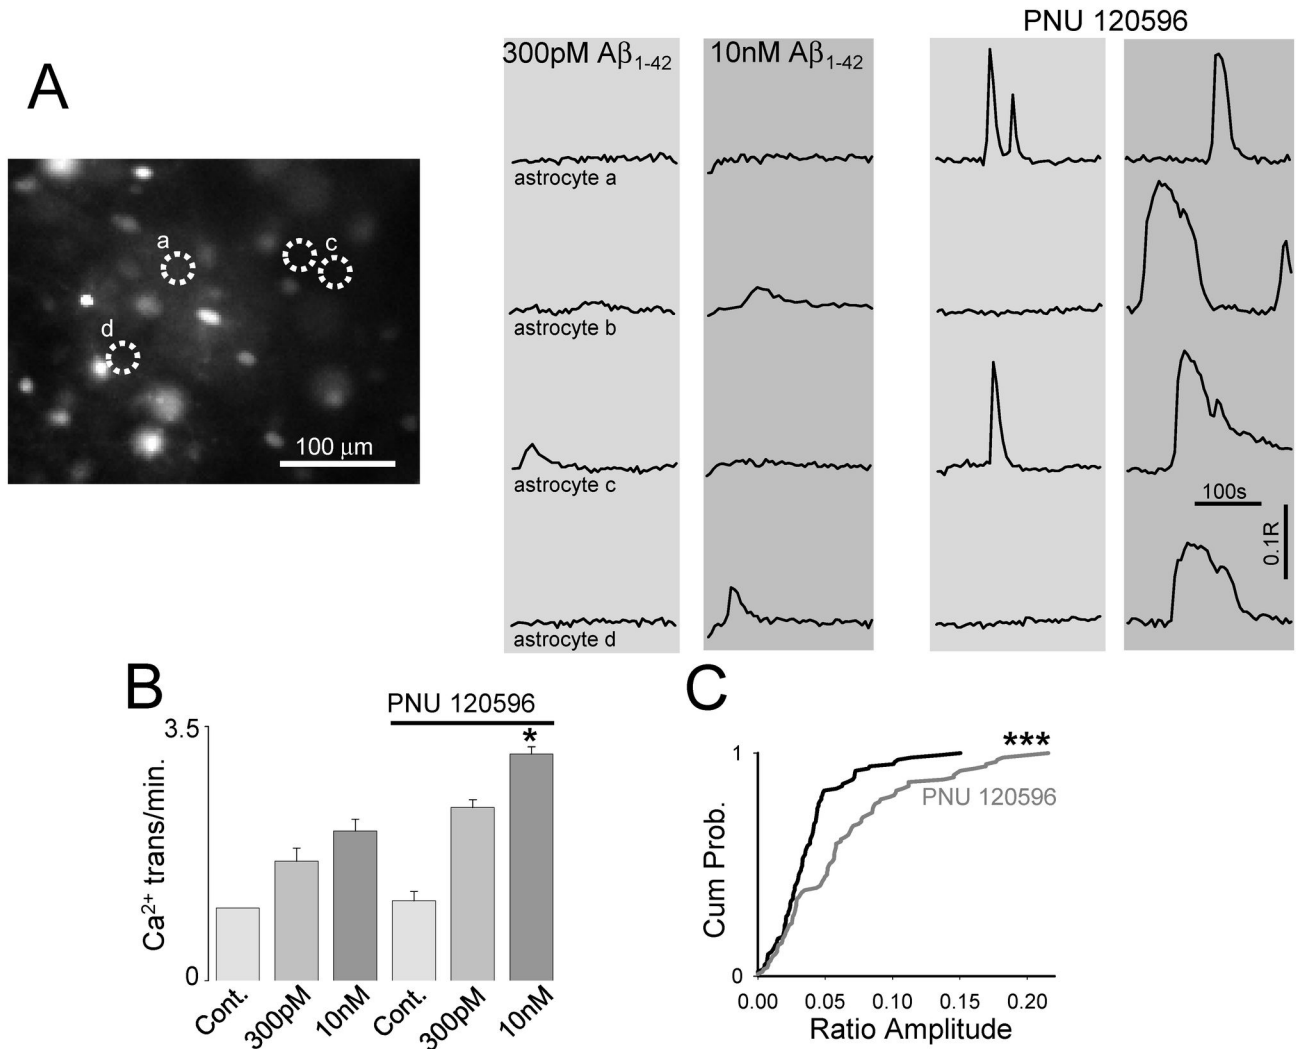 A
PNU 120596
300pM Aβ1-42
10nM Aβ1-42
a
c
d
100 μm
astrocyte a
astrocyte b
astrocyte c
astrocyte d
100s
0.1R
B
PNU 120596
*
3.5
Ca2+ trans/min.
0
Cont.
300pM
10nM
Cont.
300pM
10nM
C
***
1
PNU 120596
Cum Prob.
0
0.00
0.05
0.10
0.15
0.20
Ratio Amplitude